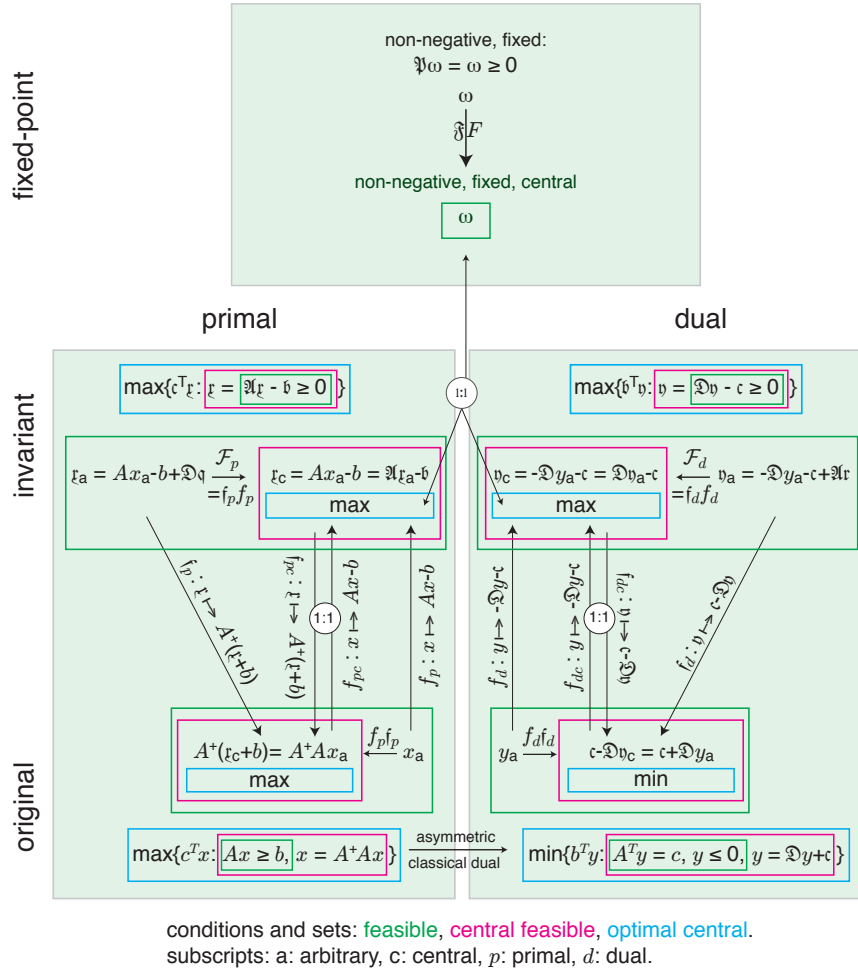 fixed-point
non-negative, fixed:
𝔓ω = ω ≥ 0
ω
𝔉F
non-negative, fixed, central
ω
primal
dual
invariant
max{𝔠ᵀ𝔵: 𝔵 = 𝔄𝔵 - 𝔟 ≥ 0}
1:1
max{𝔟ᵀ𝔶: 𝔶 = 𝔇𝔶 - 𝔠 ≥ 0}
𝔵a = Axa-b+𝔇𝔮
ℱp
=𝔣pfp
𝔵c = Axa-b = 𝔄𝔵a-𝔟
max
𝔶c = -𝔇ya-𝔠 = 𝔇𝔶a-𝔠
max
ℱd
=𝔣dfd
𝔶a = -𝔇ya-𝔠+𝔄𝔯
𝔣p : 𝔵 ↦ A⁺(𝔵+b)
𝔣pc : 𝔵 ↦ A⁺(𝔵+b)
1:1
fpc : x ↦ Ax-b
fp : x ↦ Ax-b
fd : y ↦ -𝔇y-𝔠
fdc : y ↦ -𝔇y-𝔠
1:1
𝔣dc : 𝔶 ↦ 𝔠-𝔇𝔶
𝔣d : 𝔶 ↦ 𝔠-𝔇𝔶
original
A⁺(𝔵c+b)= A⁺Axa
max
fp𝔣p
xa
ya
fd𝔣d
𝔠-𝔇𝔶c = 𝔠+𝔇ya
min
max{cᵀx: Ax ≥ b, x = A⁺Ax}
asymmetric
classical dual
min{bᵀy: Aᵀy = c, y ≤ 0, y = 𝔇y+𝔠}
conditions and sets: feasible, central feasible, optimal central.
subscripts: a: arbitrary, c: central, p: primal, d: dual.